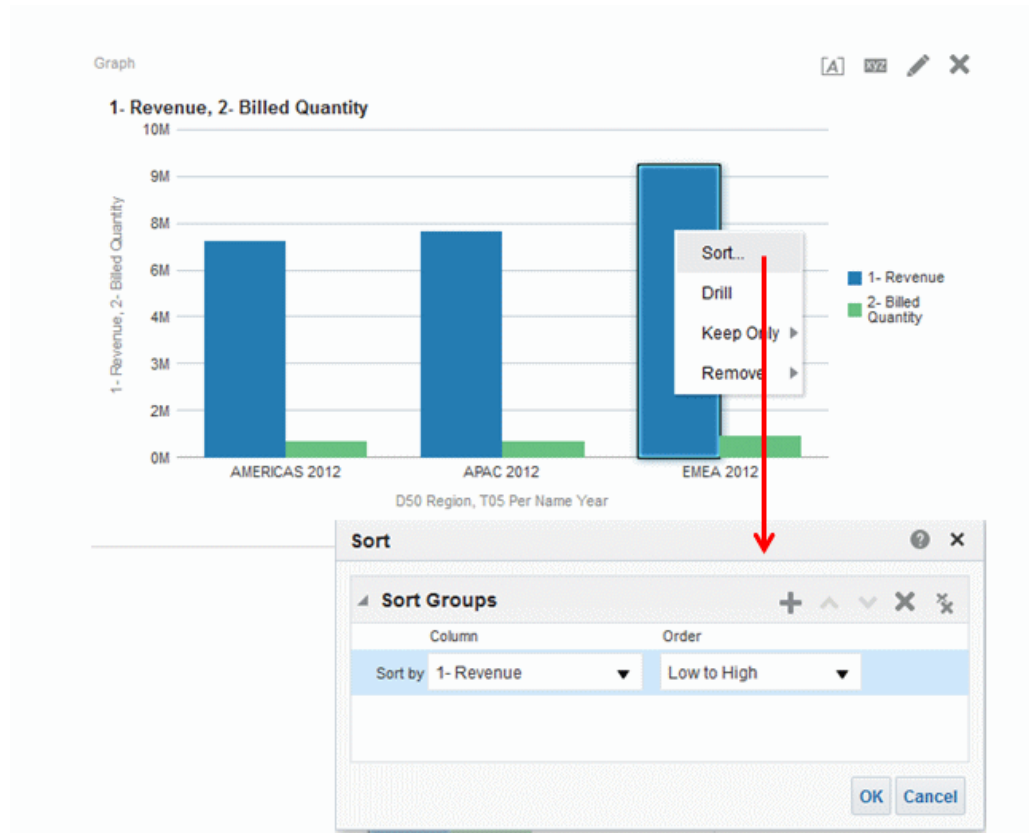 Graph
[A] xyz
1- Revenue, 2- Billed Quantity
10M
9M
8M
6M
4M
3M
2M
0M
1- Revenue, 2- Billed Quantity
AMERICAS 2012
APAC 2012
EMEA 2012
D50 Region, T05 Per Name Year
1- Revenue
2- Billed
Quantity
Sort...
Drill
Keep Only
Remove
Sort
Sort Groups
Column Order
Sort by 1- Revenue Low to High
OK Cancel